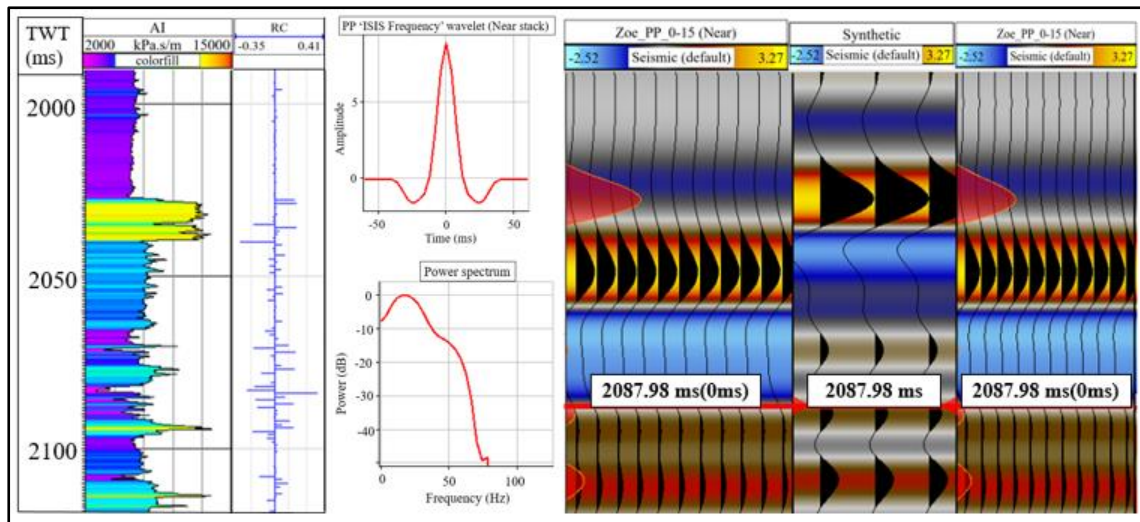 TWT
(ms)
AI
2000 kPa.s/m 15000
colorfill
RC
-0.35 0.41
2000
2050
2100
PP ‘ISIS Frequency’ wavelet (Near stack)
Amplitude
5
0
-50 0 50
Time (ms)
Power spectrum
Power (dB)
0
-10
-20
-30
-40
0 50 100
Frequency (Hz)
Zoe_PP_0-15 (Near)
-2.52 Seismic (default) 3.27
Synthetic
-2.52 Seismic (default) 3.27
Zoe_PP_0-15 (Near)
-2.52 Seismic (default) 3.27
2087.98 ms(0ms)
2087.98 ms
2087.98 ms(0ms)